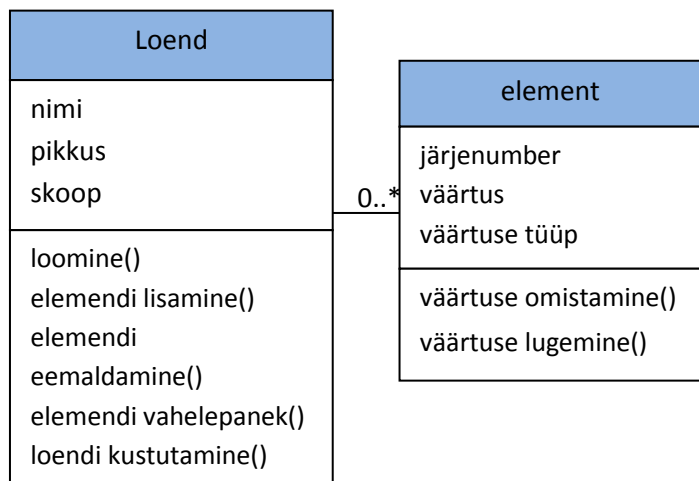 Loend
nimi
pikkus
skoop
loomine()
elemendi lisamine()
elemendi
eemaldamine()
elemendi vahelepanek()
loendi kustutamine()
0..*
element
järjenumber
väärtus
väärtuse tüüp
väärtuse omistamine()
väärtuse lugemine()